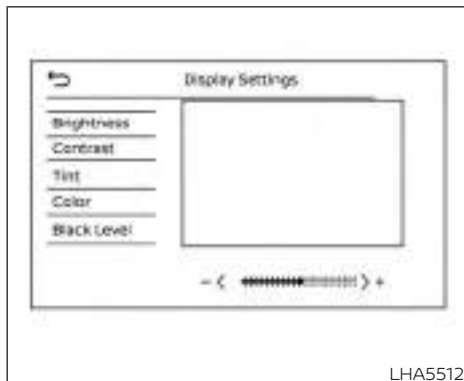 Display Settings
Brightness
Contrast
Tint
Color
Black Level
- < > +
LHA5512